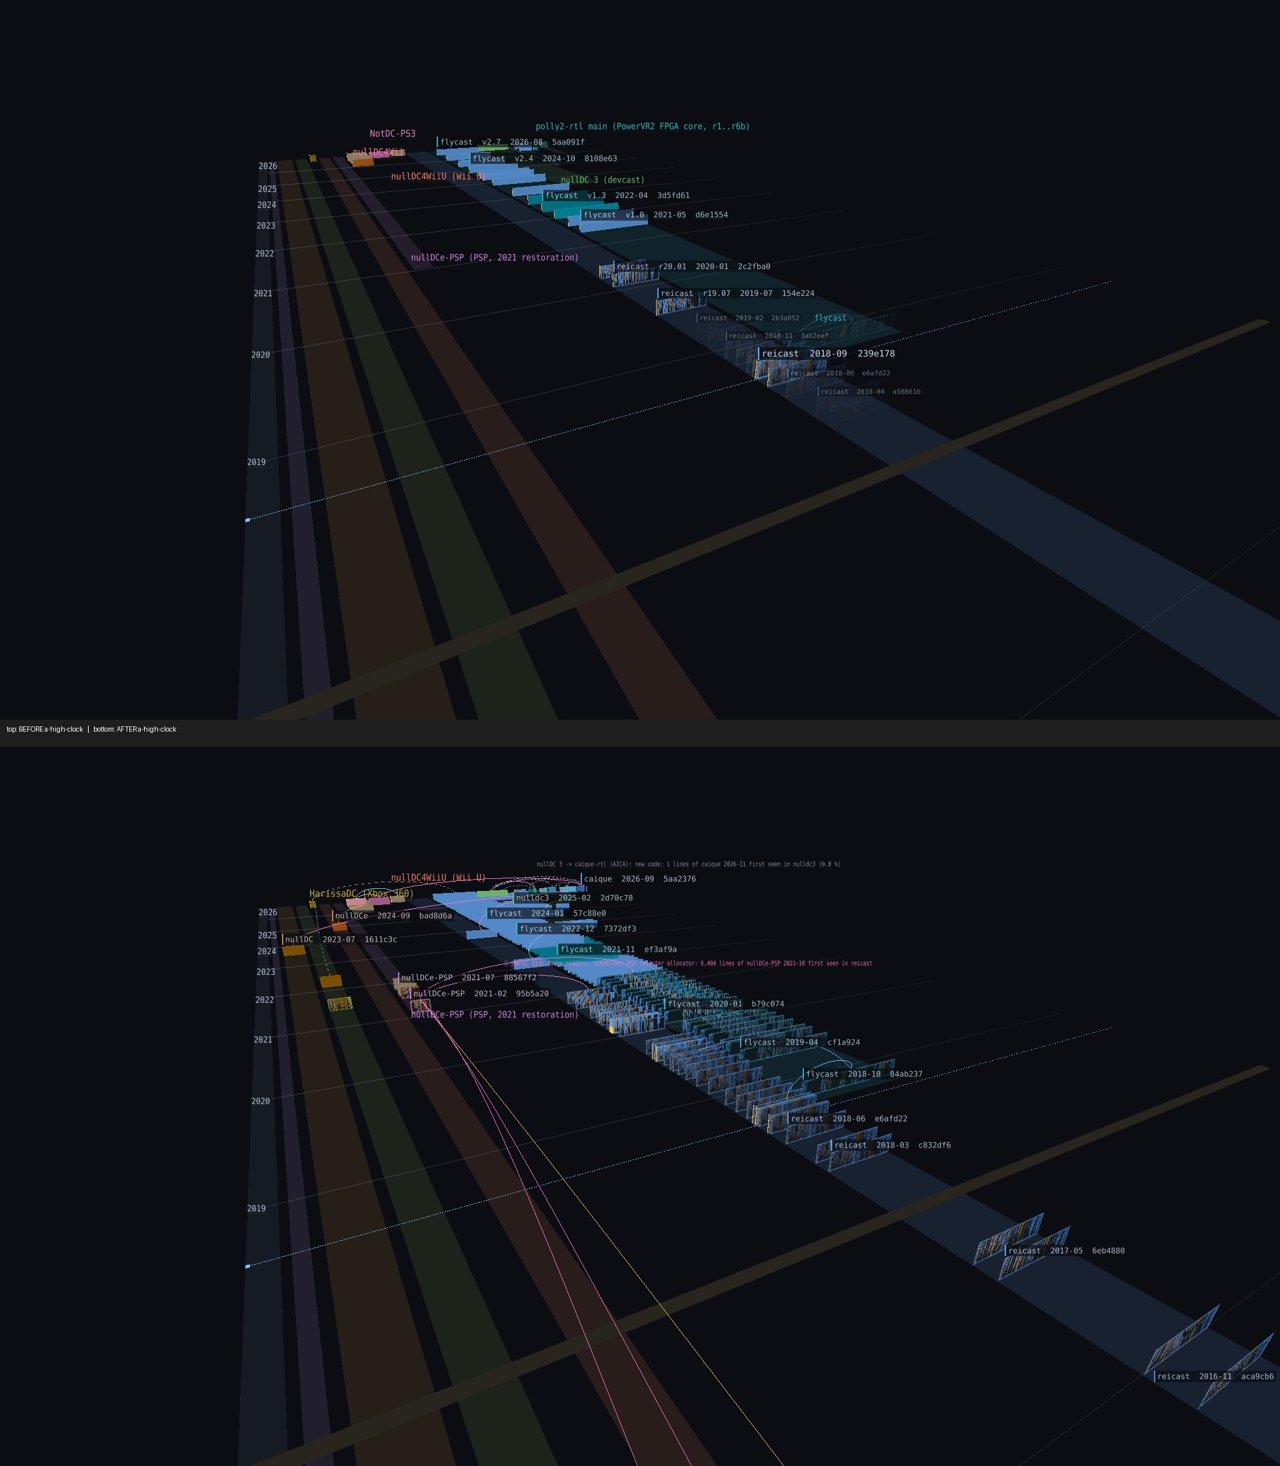 polly2-rtl main (PowerVR2 FPGA core, r1..r6b)
NotDC-PS3
flycast v2.7 2026-08 5aa091f
nullDC4Wii
flycast v2.4 2024-10 8108e63
2026
nullDC4WiiU (Wii U)
nullDC 3 (devcast)
2025
flycast v1.3 2022-04 3d5fd61
2024
flycast v1.0 2021-05 d6e1554
2023
2022
nullDCe-PSP (PSP, 2021 restoration)
reicast r20.01 2020-01 2c2fba0
2021
reicast r19.07 2019-07 154e224
reicast 2019-02 2b3a052
flycast
reicast 2018-11 3ab2eef
2020
reicast 2018-09 239e178
reicast 2018-06 e6afd22
reicast 2018-04 a50861b
2019
top: BEFORE a-high-clock | bottom: AFTER a-high-clock
nullDC 3 -> caique-rtl (AICA): new code: 1 lines of caique 2026-11 first seen in nulldc3 (0.0 %)
nullDC4WiiU (Wii U)
caique 2026-09 5aa2376
HarissaDC (Xbox 360)
nulldc3 2025-02 2d70c78
2026
nullDCe 2024-09 bad8d6a
flycast 2024-01 57c88e0
flycast 2022-12 7372df3
2025
nullDC 2023-07 1611c3c
2024
flycast 2021-11 ef3af9a
allocator: 6,404 lines of nullDCe-PSP 2021-10 first seen in reicast
2023
nullDCe-PSP 2021-07 88567f2
nullDCe-PSP 2021-02 95b5a20
2022
flycast 2020-01 b79c074
nullDCe-PSP (PSP, 2021 restoration)
2021
flycast 2019-04 cf1a924
flycast 2018-10 04ab237
2020
reicast 2018-06 e6afd22
reicast 2018-03 c832df6
2019
reicast 2017-05 6eb4880
reicast 2016-11 aca9cb6